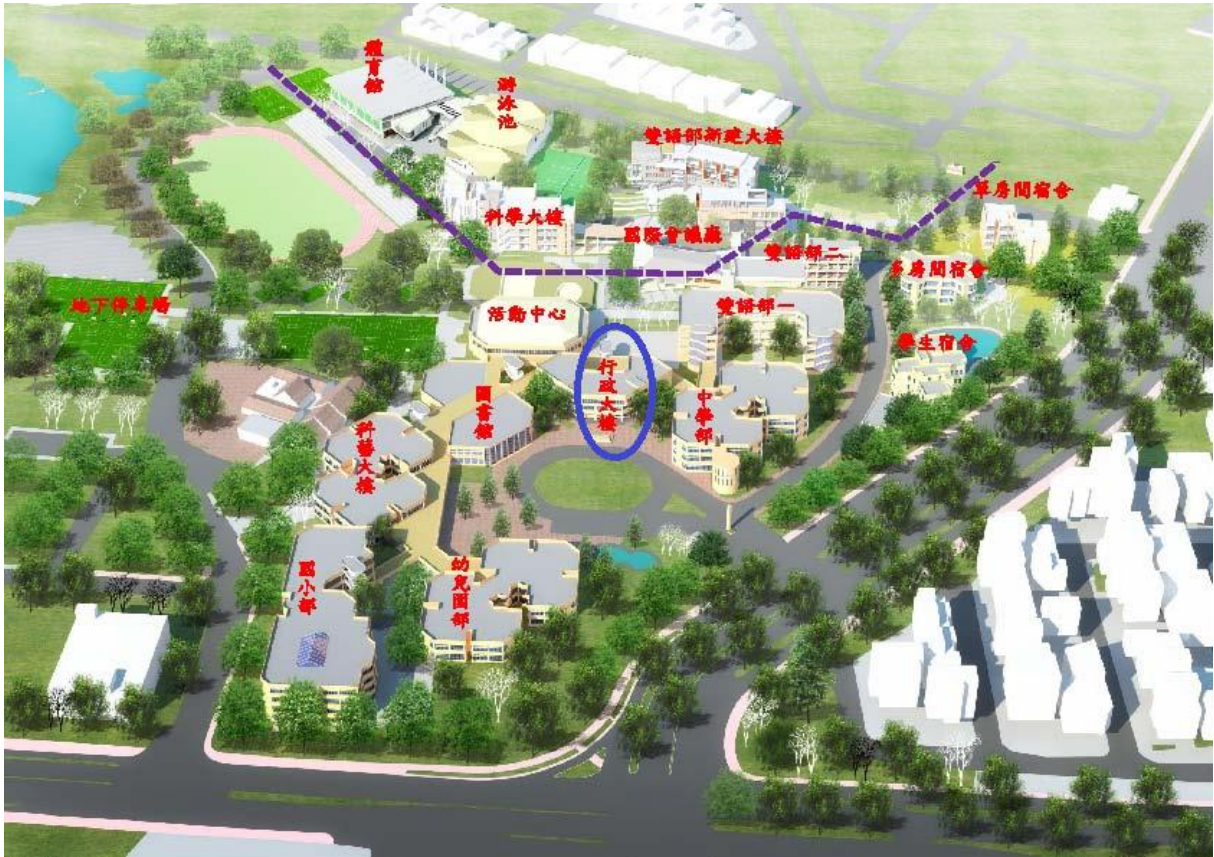 體育館
游泳池
雙語部新建大樓
單房間宿舍
科學大樓
國際會議廳
雙語部二
多房間宿舍
地下停車場
活動中心
雙語部一
學生宿舍
行政大樓
圖書館
中學部
科藝大樓
國小部
幼兒園部